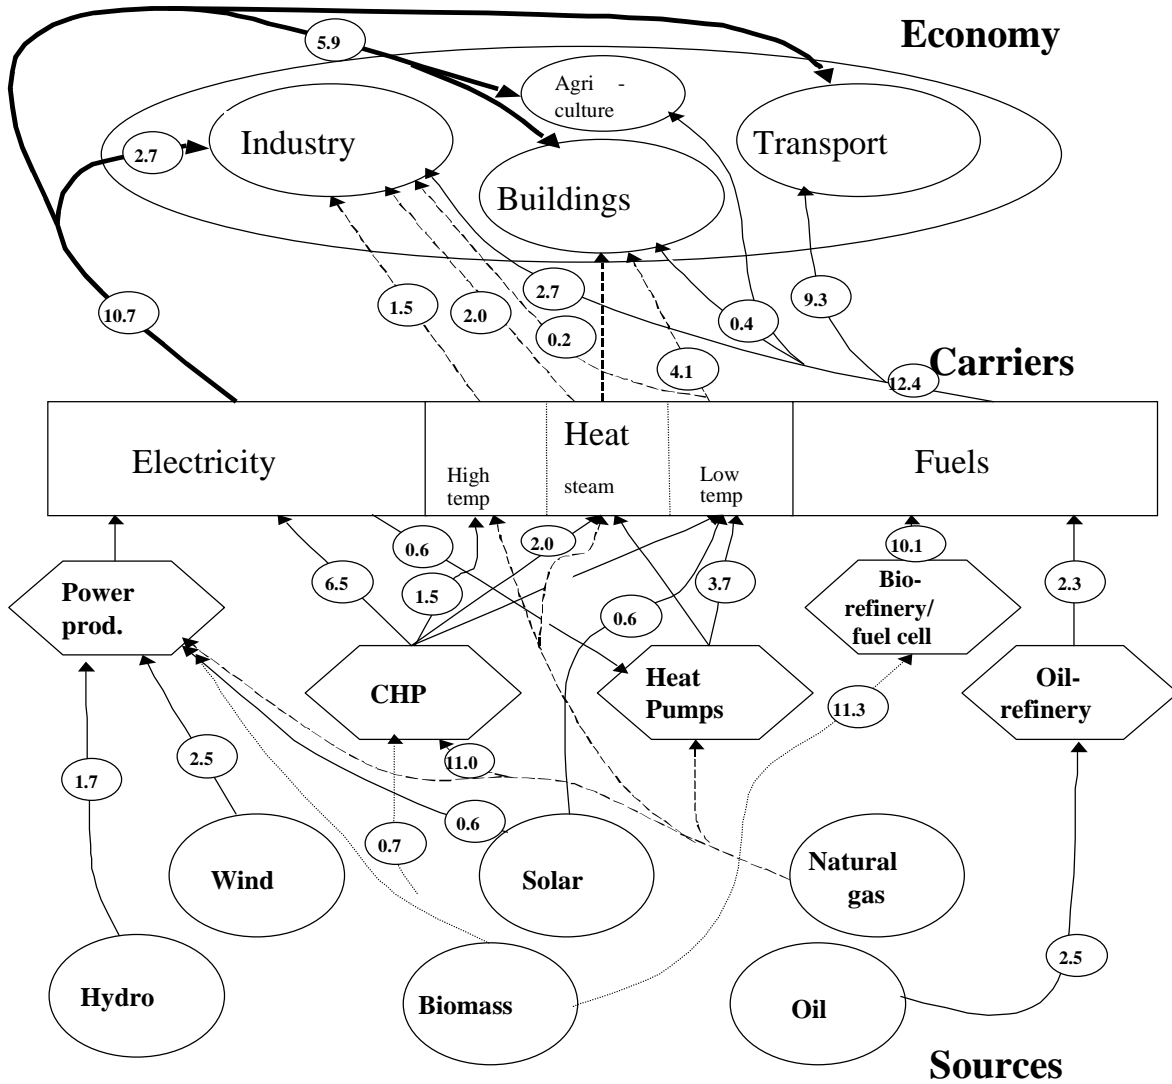 Economy
5.9
Agri -
culture
Industry
Transport
2.7
Buildings
10.7
1.5
2.0
2.7
0.2
0.4
9.3
4.1
12.4
Carriers
Electricity
Heat
High
temp
steam
Low
temp
Fuels
0.6
2.0
10.1
6.5
1.5
0.6
3.7
2.3
Power
prod.
Bio-
refinery/
fuel cell
CHP
Heat
Pumps
Oil-
refinery
11.3
1.7
2.5
11.0
0.6
0.7
Wind
Solar
Natural
gas
2.5
Hydro
Biomass
Oil
Sources